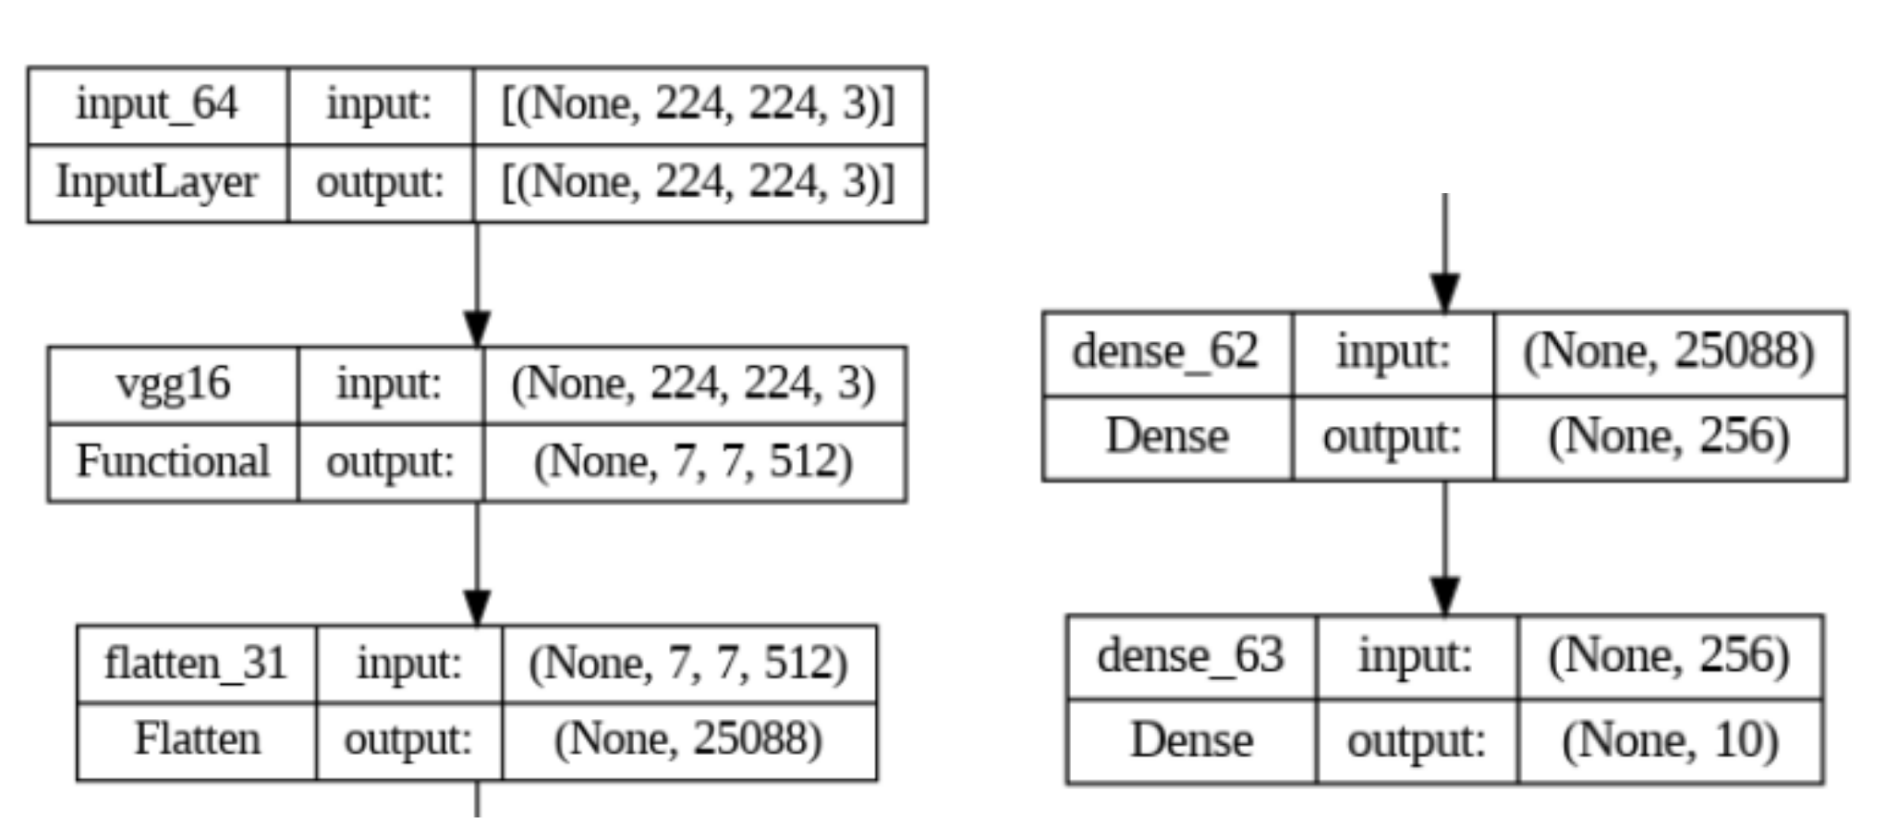 input_64 input: [(None, 224, 224, 3)]
InputLayer output: [(None, 224, 224, 3)]
vgg16 input: (None, 224, 224, 3)
Functional output: (None, 7, 7, 512)
flatten_31 input: (None, 7, 7, 512)
Flatten output: (None, 25088)
dense_62 input: (None, 25088)
Dense output: (None, 256)
dense_63 input: (None, 256)
Dense output: (None, 10)